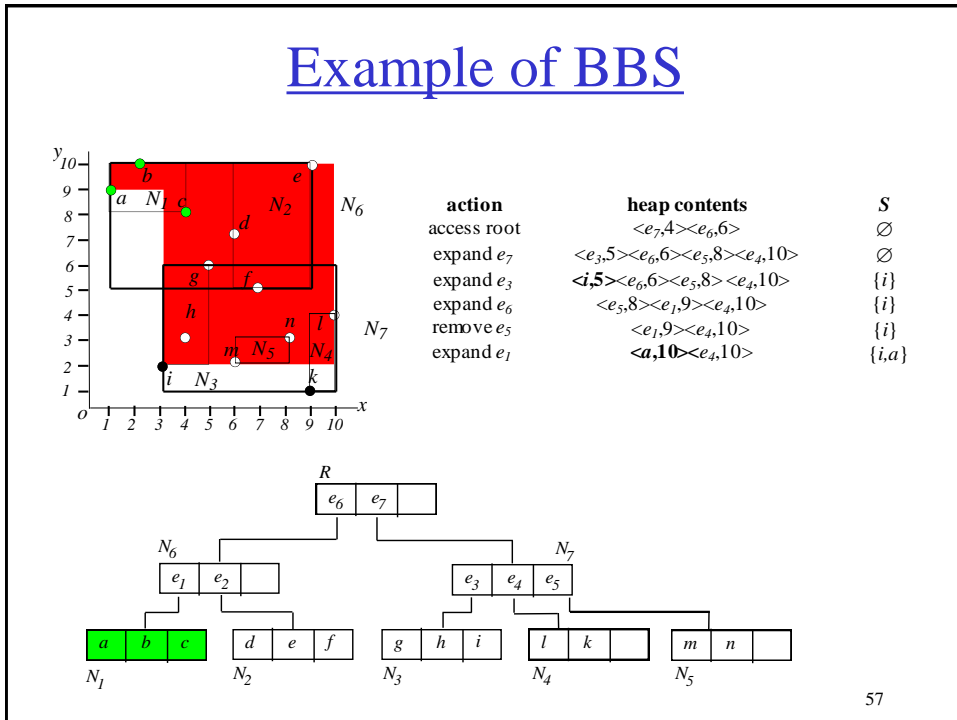 Example of BBS
y
10
9
8
7
6
5
4
3
2
1
o
1 2 3 4 5 6 7 8 9 10
x
b
e
a
N1
c
N2
N6
d
g
f
h
n
l
N7
m
N5
N4
i
N3
k
action heap contents S
access root <e7,4><e6,6> ∅
expand e7 <e3,5><e6,6><e5,8><e4,10> ∅
expand e3 <i,5><e6,6><e5,8><e4,10> {i}
expand e6 <e5,8><e1,9><e4,10> {i}
remove e5 <e1,9><e4,10> {i}
expand e1 <a,10><e4,10> {i,a}
R
e6 e7
N6 N7
e1 e2
e3 e4 e5
a b c
d e f
g h i
l k
m n
N1 N2 N3 N4 N5
57